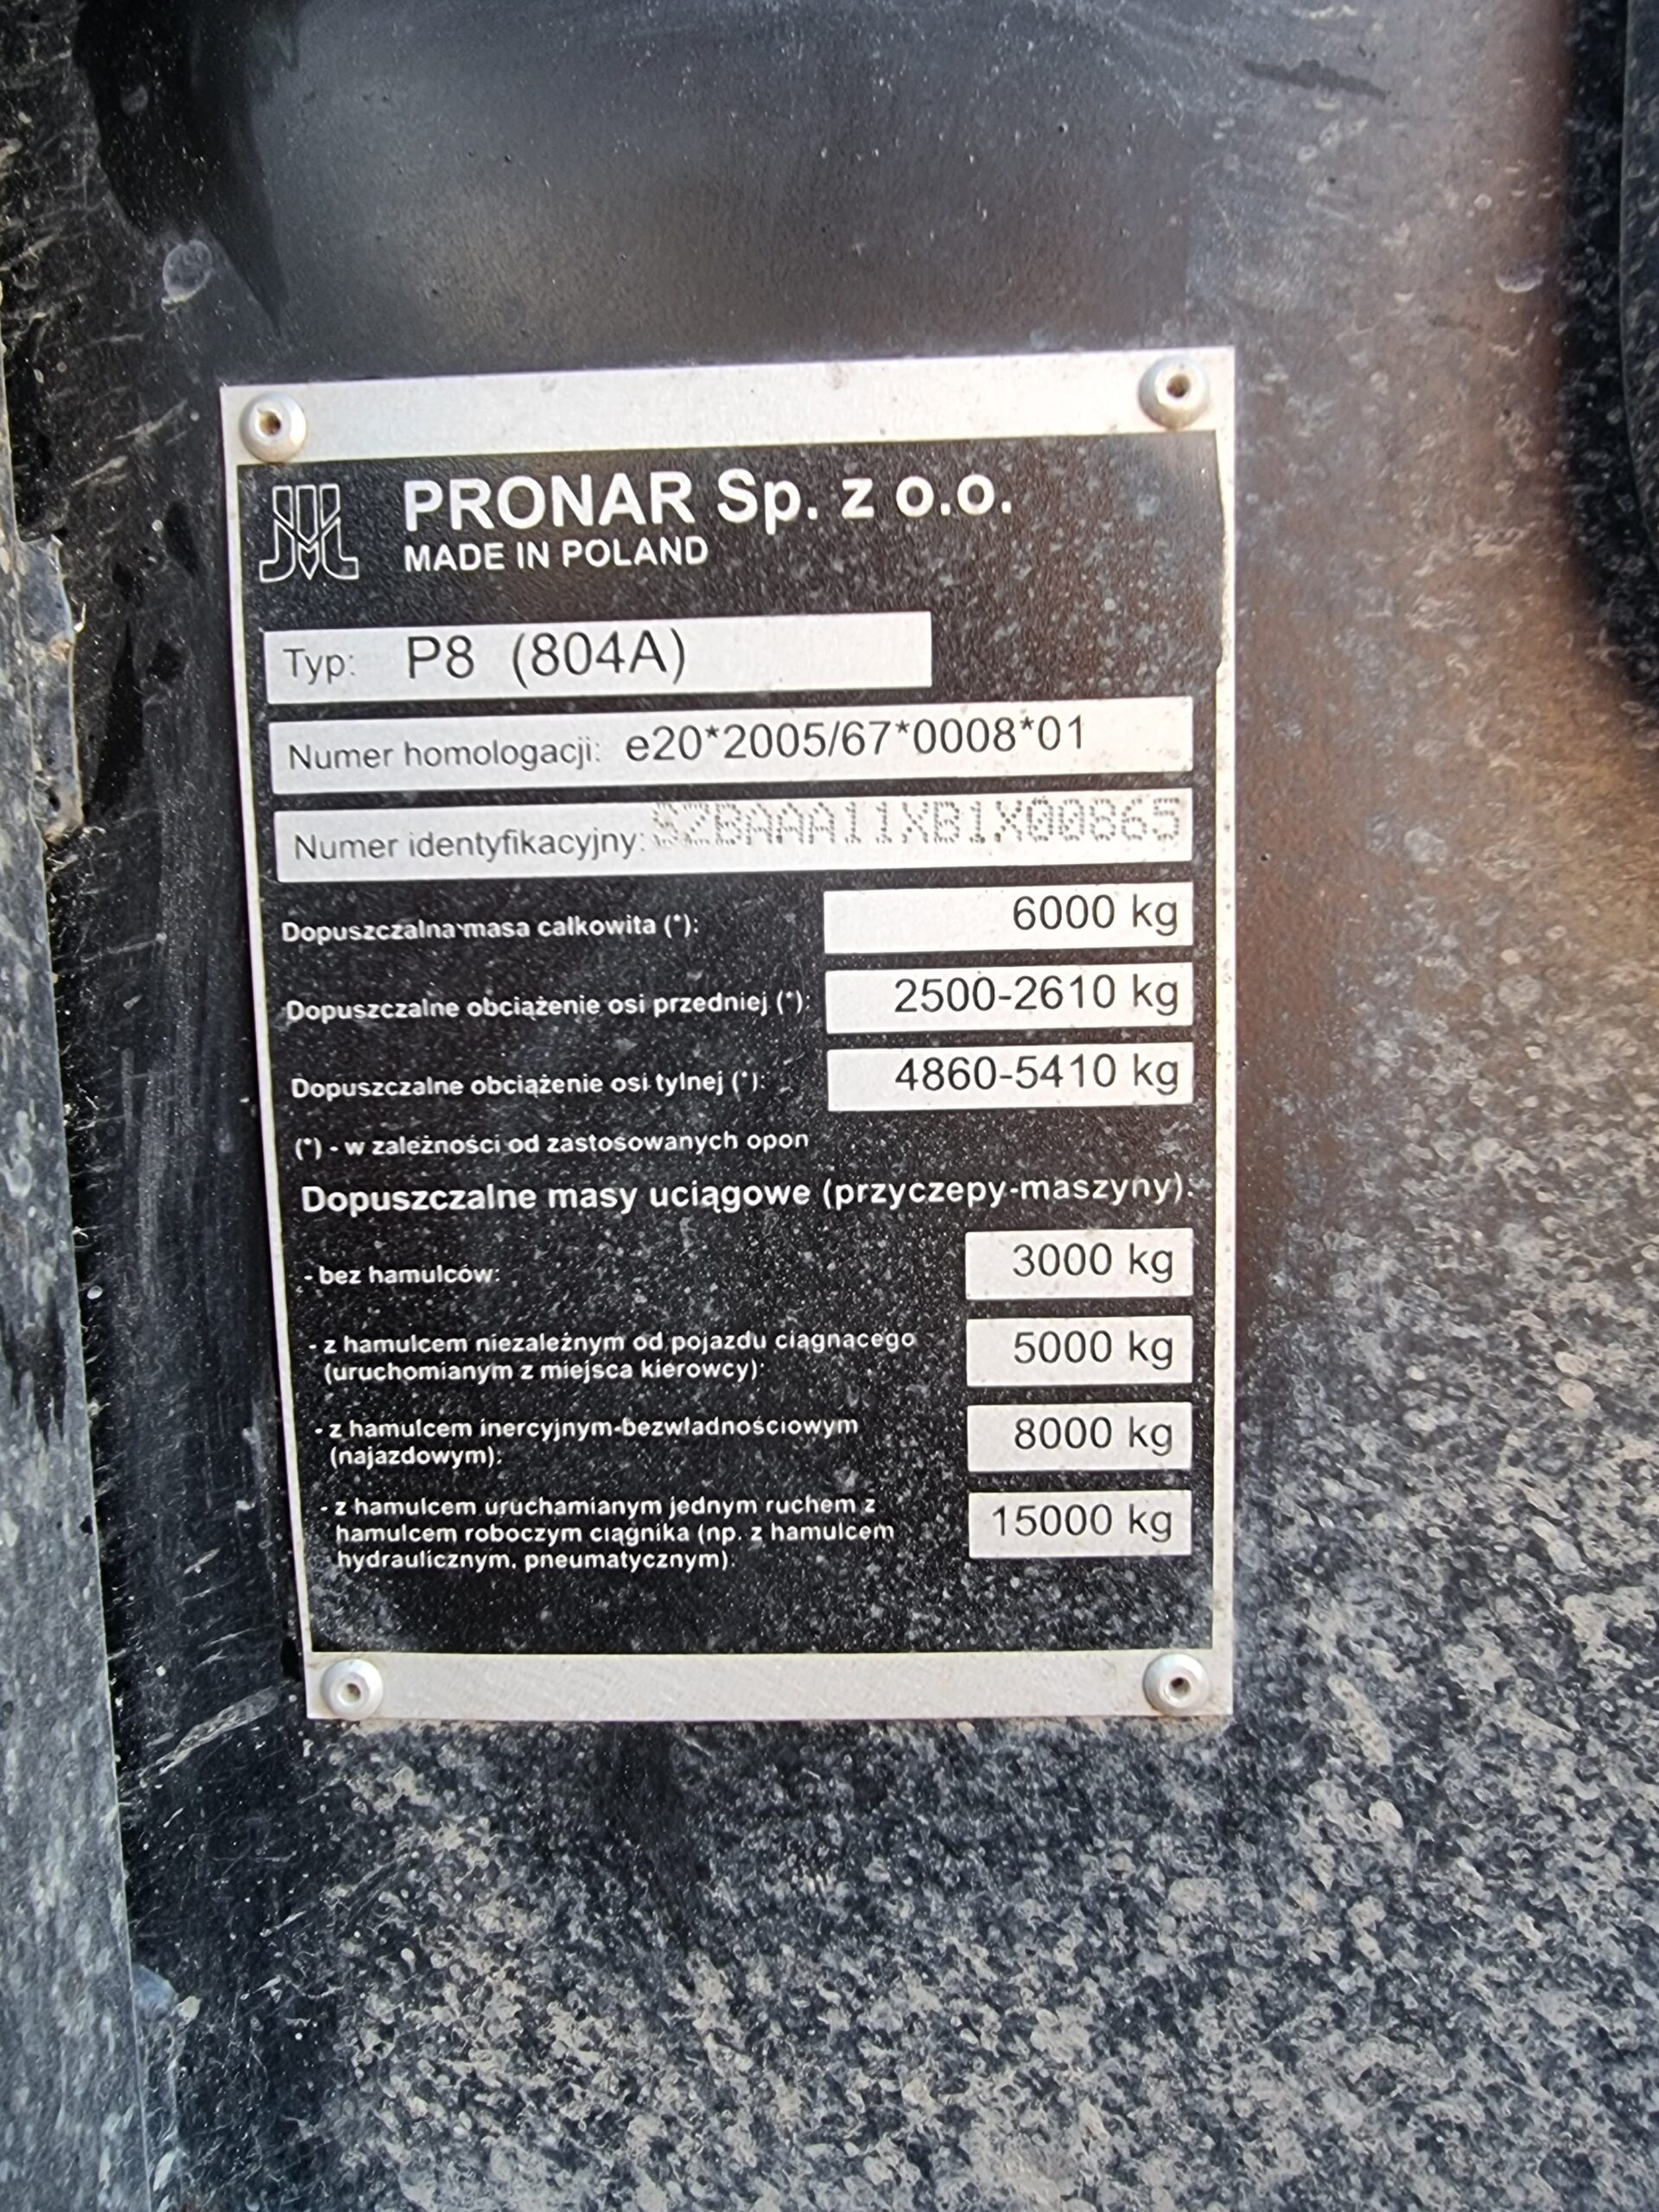 PRONAR Sp. z o.o.
MADE IN POLAND
Typ: P8 (804A)
Numer homologacji: e20*2005/67*0008*01
Numer identyfikacyjny: SZBAAA11XB1X00865
Dopuszczalna masa całkowita (*): 6000 kg
Dopuszczalne obciążenie osi przedniej (*): 2500-2610 kg
Dopuszczalne obciążenie osi tylnej (*): 4860-5410 kg
(*) - w zależności od zastosowanych opon
Dopuszczalne masy uciągowe (przyczepy-maszyny):
- bez hamulców: 3000 kg
- z hamulcem niezależnym od pojazdu ciągnącego
(uruchomianym z miejsca kierowcy): 5000 kg
- z hamulcem inercyjnym-bezwładnościowym
(najazdowym): 8000 kg
- z hamulcem uruchamianym jednym ruchem z
hamulcem roboczym ciągnika (np. z hamulcem
hydraulicznym, pneumatycznym): 15000 kg